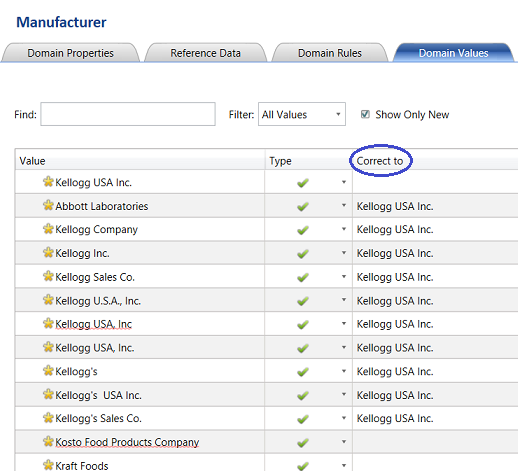 Manufacturer
Domain Properties Reference Data Domain Rules Domain Values
Find: Filter: All Values Show Only New
Value Type Correct to
Kellogg USA Inc.
Abbott Laboratories Kellogg USA Inc.
Kellogg Company Kellogg USA Inc.
Kellogg Inc. Kellogg USA Inc.
Kellogg Sales Co. Kellogg USA Inc.
Kellogg U.S.A., Inc. Kellogg USA Inc.
Kellogg USA, Inc Kellogg USA Inc.
Kellogg USA, Inc. Kellogg USA Inc.
Kellogg's Kellogg USA Inc.
Kellogg's  USA Inc. Kellogg USA Inc.
Kellogg's Sales Co. Kellogg USA Inc.
Kosto Food Products Company
Kraft Foods